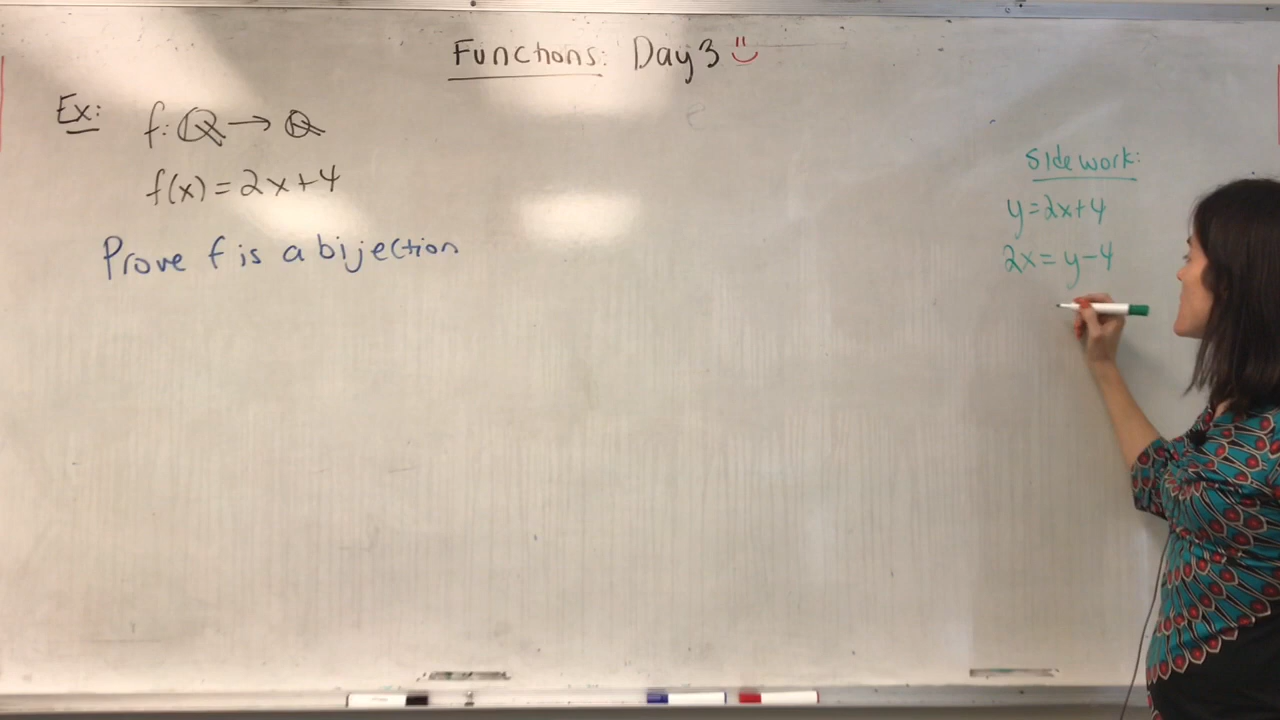 Functions: Day 3
Ex: f: ℚ → ℚ
f(x) = 2x+4
Prove f is a bijection
Side work:
y = 2x+4
2x = y-4